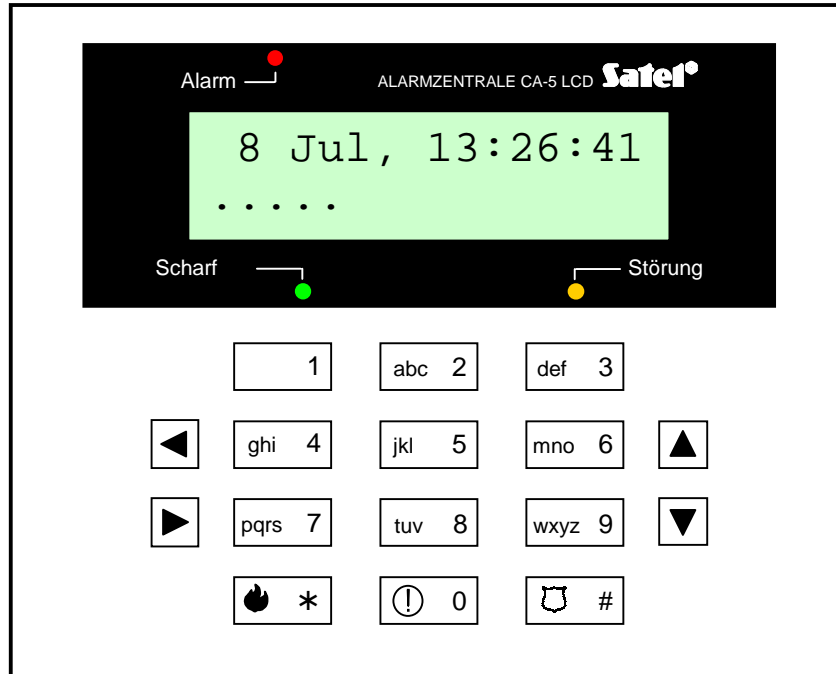 Alarm
ALARMZENTRALE CA-5 LCD Satel
8 Jul, 13:26:41
.....
Scharf
Störung
1
abc 2
def 3
ghi 4
jkl 5
mno 6
pqrs 7
tuv 8
wxyz 9
*
! 0
#